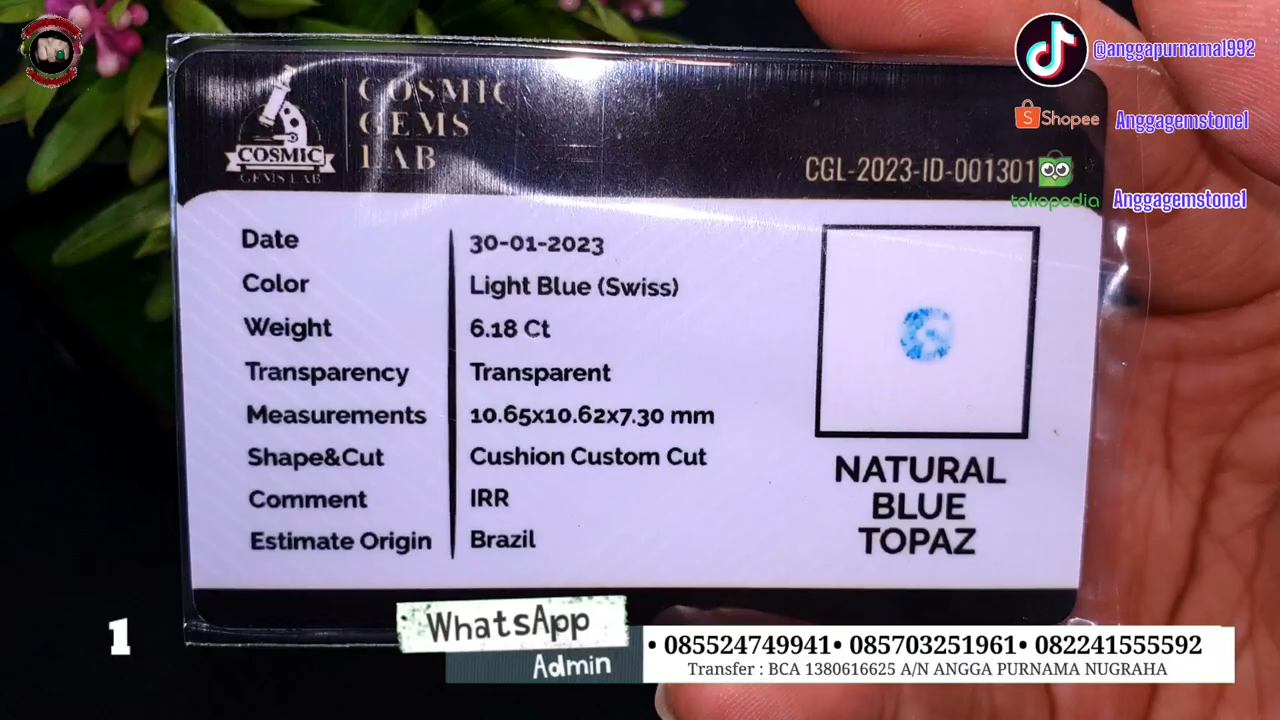 COSMIC
GEMS
LAB
COSMIC
GEMS LAB
CGL-2023-ID-001301
@anggapurnama1992
Shopee Anggagemstone1
tokopedia Anggagemstone1
Date 30-01-2023
Color Light Blue (Swiss)
Weight 6.18 Ct
Transparency Transparent
Measurements 10.65x10.62x7.30 mm
Shape&Cut Cushion Custom Cut
Comment IRR
Estimate Origin Brazil
NATURAL
BLUE
TOPAZ
1
WhatsApp
Admin
• 085524749941• 085703251961• 082241555592
Transfer : BCA 1380616625 A/N ANGGA PURNAMA NUGRAHA